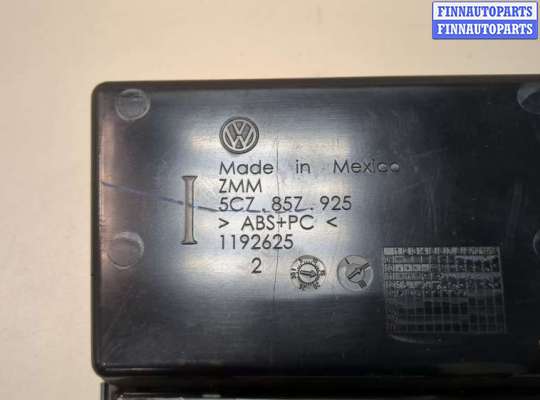 FINNAUTOPARTS
FINNAUTOPARTS
Made in Mexico
ZMM
5CZ.857.925
> ABS+PC <
1192625
2